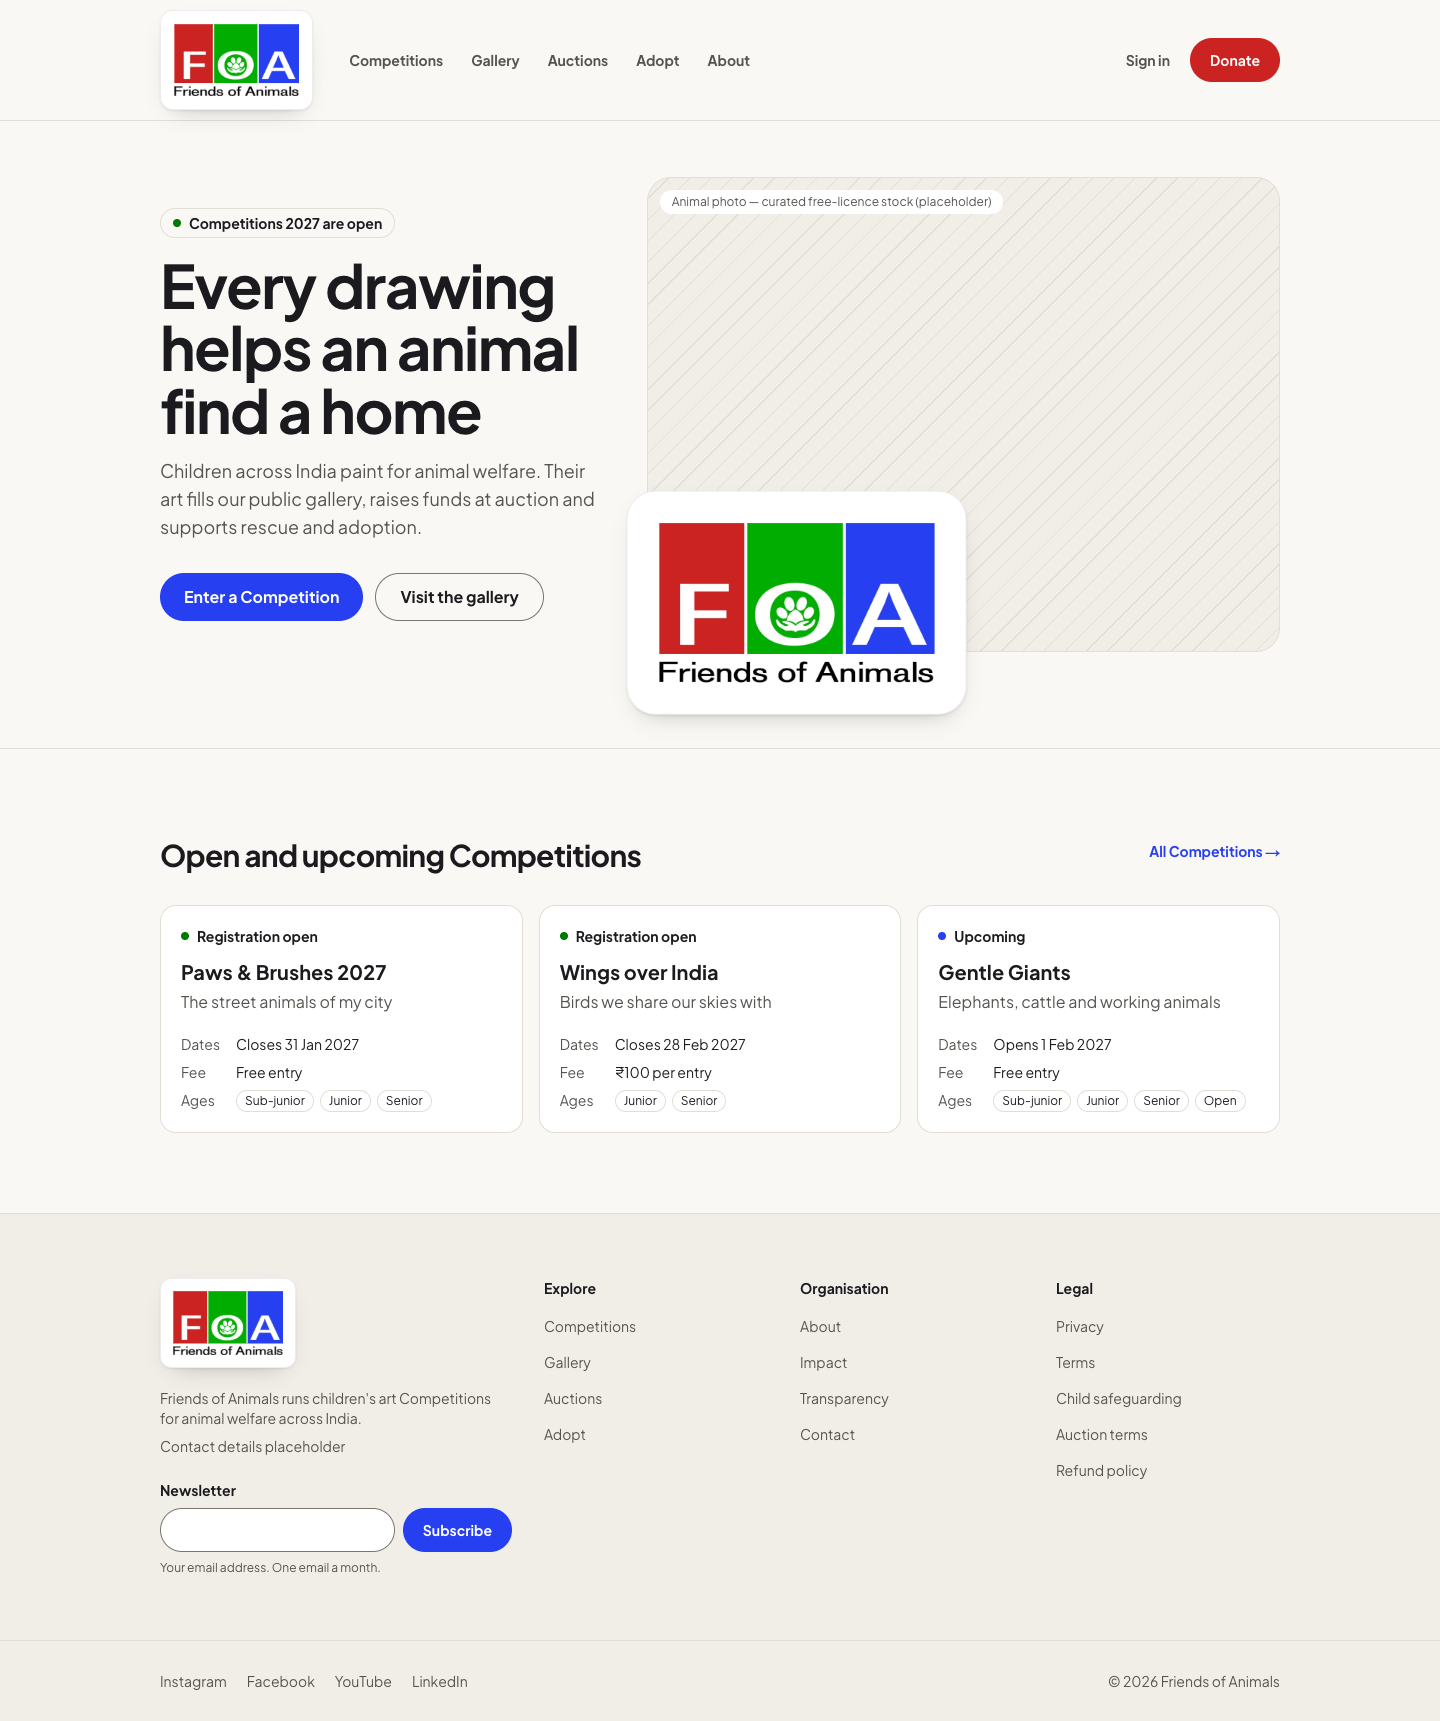 FOA
Friends of Animals
Competitions Gallery Auctions Adopt About
Sign in Donate
Competitions 2027 are open
Every drawing
helps an animal
find a home
Children across India paint for animal welfare. Their
art fills our public gallery, raises funds at auction and
supports rescue and adoption.
Enter a Competition Visit the gallery
Animal photo — curated free-licence stock (placeholder)
FOA
Friends of Animals
Open and upcoming Competitions
All Competitions →
Registration open
Paws & Brushes 2027
The street animals of my city
Dates Closes 31 Jan 2027
Fee Free entry
Ages Sub-junior Junior Senior
Registration open
Wings over India
Birds we share our skies with
Dates Closes 28 Feb 2027
Fee ₹100 per entry
Ages Junior Senior
Upcoming
Gentle Giants
Elephants, cattle and working animals
Dates Opens 1 Feb 2027
Fee Free entry
Ages Sub-junior Junior Senior Open
FOA
Friends of Animals
Friends of Animals runs children's art Competitions
for animal welfare across India.
Contact details placeholder
Newsletter
Subscribe
Your email address. One email a month.
Explore
Competitions
Gallery
Auctions
Adopt
Organisation
About
Impact
Transparency
Contact
Legal
Privacy
Terms
Child safeguarding
Auction terms
Refund policy
Instagram Facebook YouTube LinkedIn
© 2026 Friends of Animals